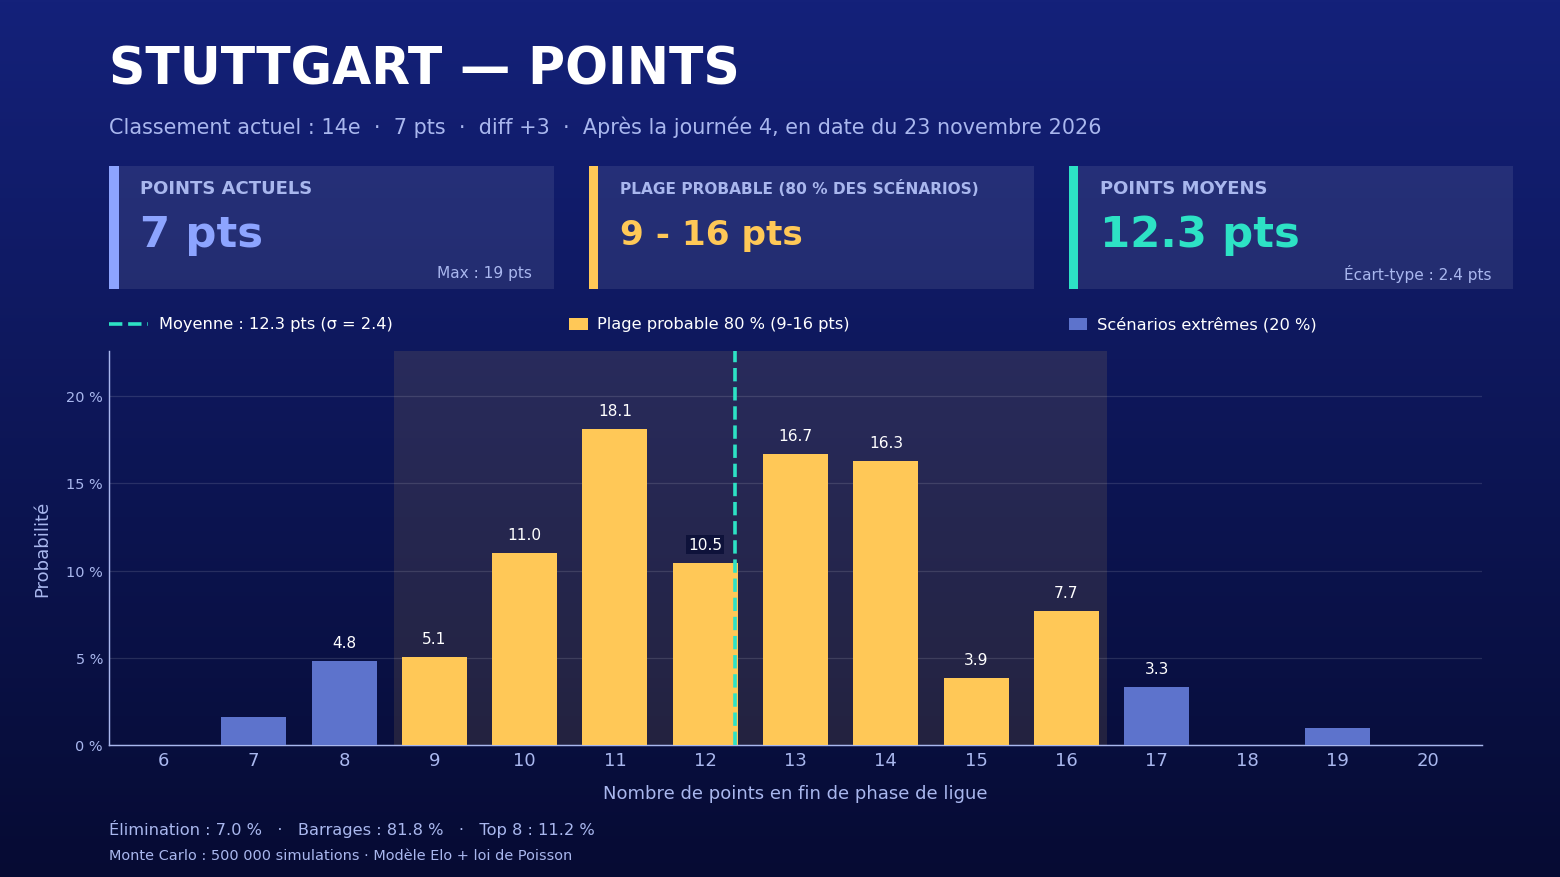 STUTTGART — POINTS
Classement actuel : 14e · 7 pts · diff +3 · Après la journée 4, en date du 23 novembre 2026
POINTS ACTUELS
7 pts
Max : 19 pts
PLAGE PROBABLE (80 % DES SCÉNARIOS)
9 - 16 pts
POINTS MOYENS
12.3 pts
Écart-type : 2.4 pts
Moyenne : 12.3 pts (σ = 2.4)
Plage probable 80 % (9-16 pts)
Scénarios extrêmes (20 %)
Probabilité
20 %
15 %
10 %
5 %
0 %
4.8
5.1
11.0
18.1
10.5
16.7
16.3
3.9
7.7
3.3
6 7 8 9 10 11 12 13 14 15 16 17 18 19 20
Nombre de points en fin de phase de ligue
Élimination : 7.0 % · Barrages : 81.8 % · Top 8 : 11.2 %
Monte Carlo : 500 000 simulations · Modèle Elo + loi de Poisson